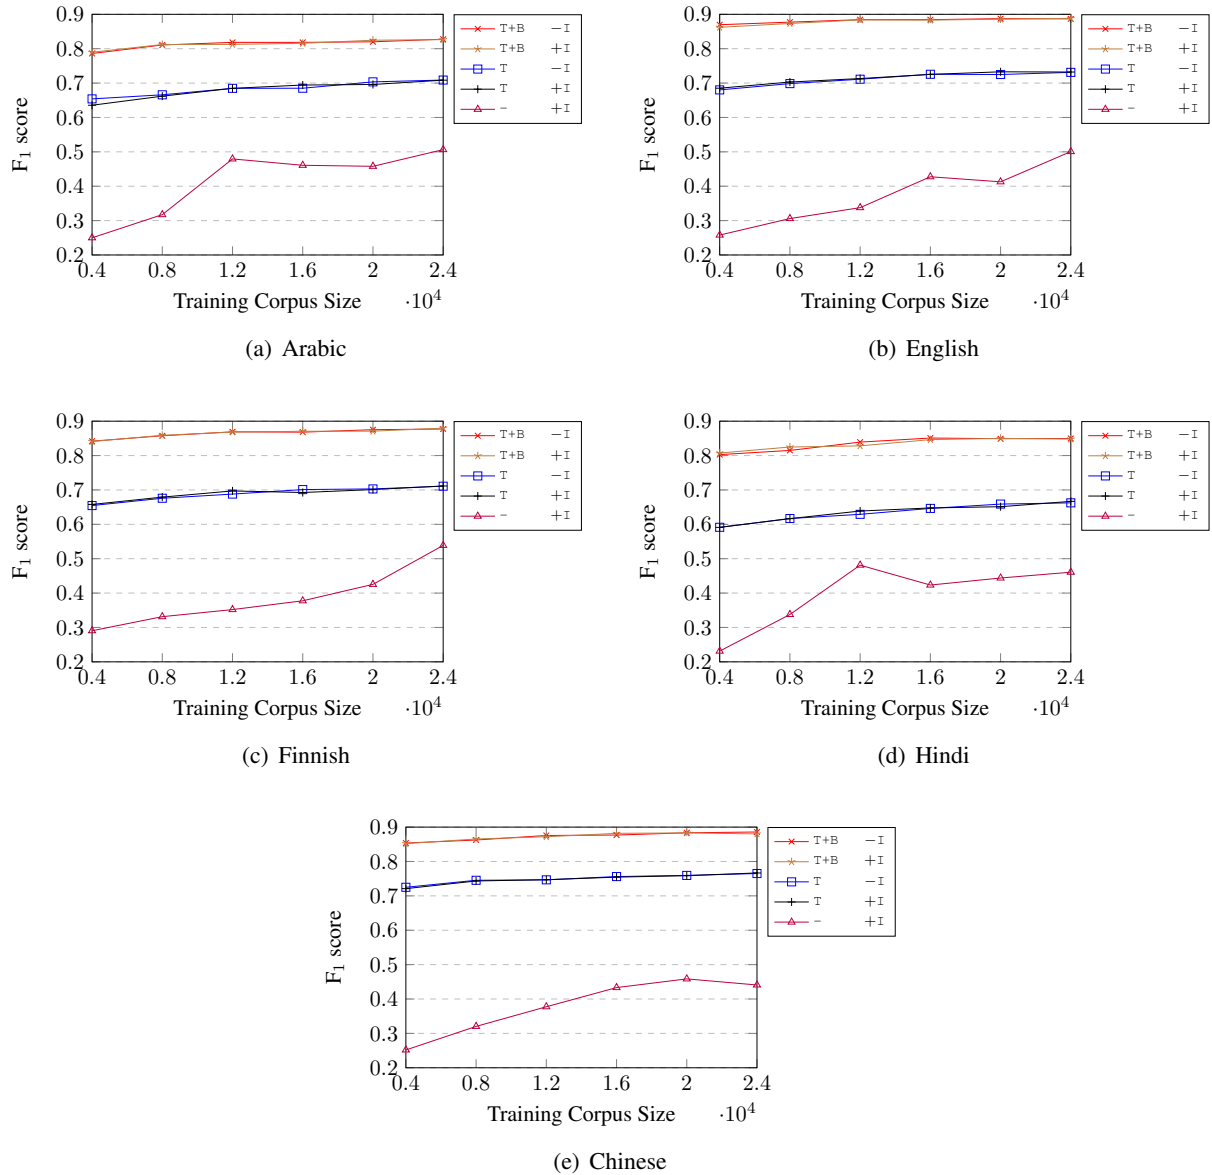 0.9
0.8
0.7
0.6
0.5
0.4
0.3
0.2
0.4 0.8 1.2 1.6 2 2.4
F1 score
Training Corpus Size ·10^4
T+B −I
T+B +I
T −I
T +I
− +I
(a) Arabic
0.9
0.8
0.7
0.6
0.5
0.4
0.3
0.2
0.4 0.8 1.2 1.6 2 2.4
F1 score
Training Corpus Size ·10^4
T+B −I
T+B +I
T −I
T +I
− +I
(b) English
0.9
0.8
0.7
0.6
0.5
0.4
0.3
0.2
0.4 0.8 1.2 1.6 2 2.4
F1 score
Training Corpus Size ·10^4
T+B −I
T+B +I
T −I
T +I
− +I
(c) Finnish
0.9
0.8
0.7
0.6
0.5
0.4
0.3
0.2
0.4 0.8 1.2 1.6 2 2.4
F1 score
Training Corpus Size ·10^4
T+B −I
T+B +I
T −I
T +I
− +I
(d) Hindi
0.9
0.8
0.7
0.6
0.5
0.4
0.3
0.2
0.4 0.8 1.2 1.6 2 2.4
F1 score
Training Corpus Size ·10^4
T+B −I
T+B +I
T −I
T +I
− +I
(e) Chinese